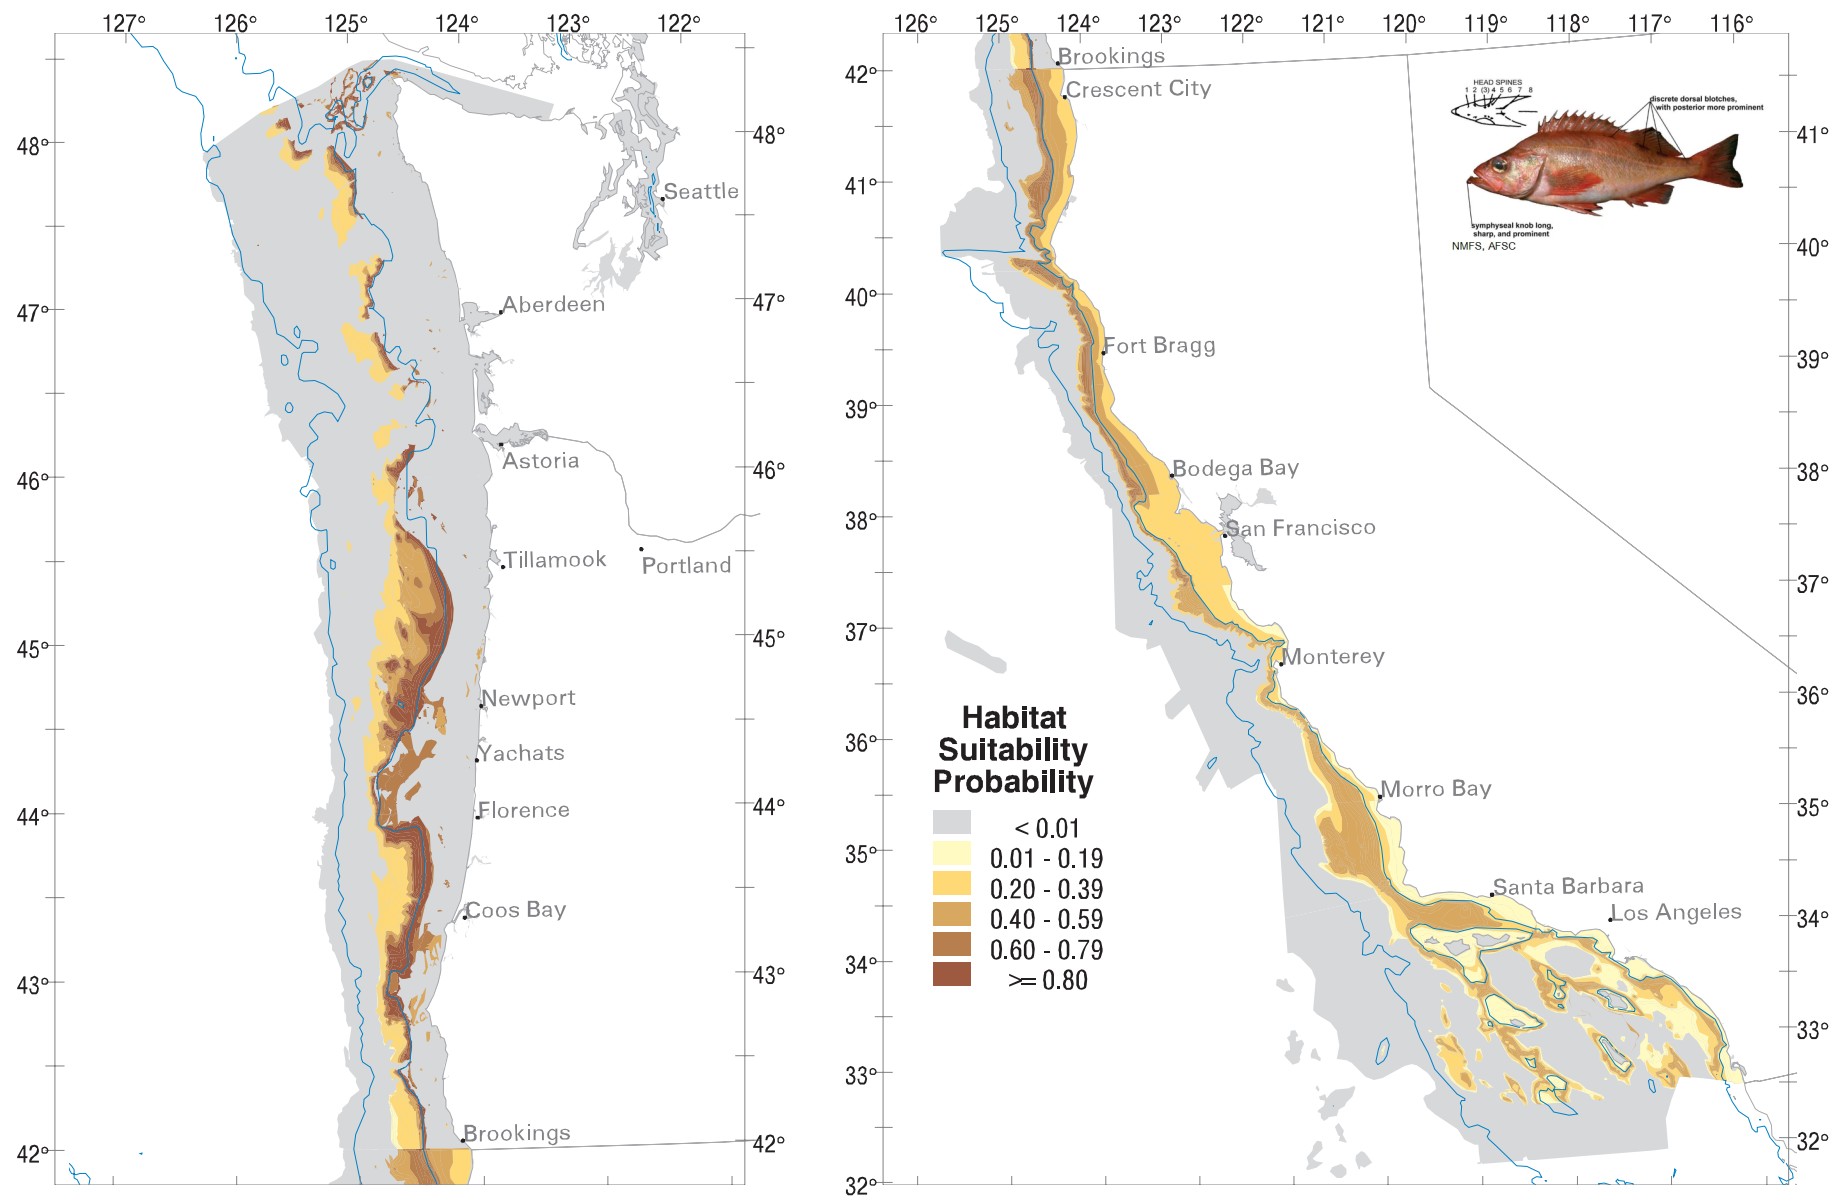 127° 126° 125° 124° 123° 122°
48°
47°
46°
45°
44°
43°
42°
48°
47°
46°
45°
44°
43°
42°
Seattle
Aberdeen
Astoria
Portland
Tillamook
Newport
Yachats
Florence
Coos Bay
Brookings
126° 125° 124° 123° 122° 121° 120° 119° 118° 117° 116°
42°
41°
40°
39°
38°
37°
36°
35°
34°
33°
32°
41°
40°
39°
38°
37°
36°
35°
34°
33°
32°
Brookings
Crescent City
Fort Bragg
Bodega Bay
San Francisco
Monterey
Morro Bay
Santa Barbara
Los Angeles
HEAD SPINES
1 2 (3) 4 5 6 7 8
discrete dorsal blotches,
with posterior more prominent
symphyseal knob long,
sharp, and prominent
NMFS, AFSC
Habitat
Suitability
Probability
< 0.01
0.01 - 0.19
0.20 - 0.39
0.40 - 0.59
0.60 - 0.79
>= 0.80